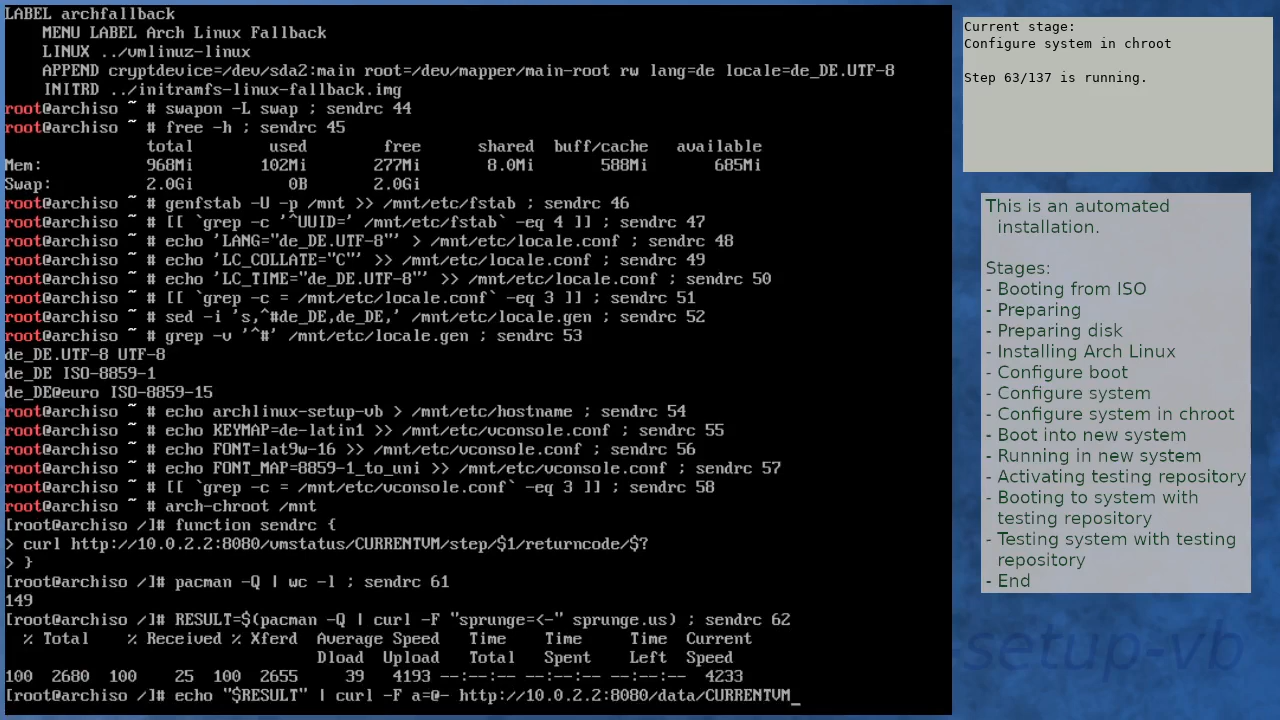 LABEL archfallback
    MENU LABEL Arch Linux Fallback
    LINUX ../vmlinuz-linux
    APPEND cryptdevice=/dev/sda2:main root=/dev/mapper/main-root rw lang=de locale=de_DE.UTF-8
    INITRD ../initramfs-linux-fallback.img
root@archiso ~ # swapon -L swap ; sendrc 44
root@archiso ~ # free -h ; sendrc 45
               total        used        free      shared  buff/cache   available
Mem:           968Mi       102Mi       277Mi       8.0Mi       588Mi       685Mi
Swap:          2.0Gi          0B       2.0Gi
root@archiso ~ # genfstab -U -p /mnt >> /mnt/etc/fstab ; sendrc 46
root@archiso ~ # [[ `grep -c '^UUID=' /mnt/etc/fstab` -eq 4 ]] ; sendrc 47
root@archiso ~ # echo 'LANG="de_DE.UTF-8"' > /mnt/etc/locale.conf ; sendrc 48
root@archiso ~ # echo 'LC_COLLATE="C"' >> /mnt/etc/locale.conf ; sendrc 49
root@archiso ~ # echo 'LC_TIME="de_DE.UTF-8"' >> /mnt/etc/locale.conf ; sendrc 50
root@archiso ~ # [[ `grep -c = /mnt/etc/locale.conf` -eq 3 ]] ; sendrc 51
root@archiso ~ # sed -i 's,^#de_DE,de_DE,' /mnt/etc/locale.gen ; sendrc 52
root@archiso ~ # grep -v '^#' /mnt/etc/locale.gen ; sendrc 53
de_DE.UTF-8 UTF-8
de_DE ISO-8859-1
de_DE@euro ISO-8859-15
root@archiso ~ # echo archlinux-setup-vb > /mnt/etc/hostname ; sendrc 54
root@archiso ~ # echo KEYMAP=de-latin1 >> /mnt/etc/vconsole.conf ; sendrc 55
root@archiso ~ # echo FONT=lat9w-16 >> /mnt/etc/vconsole.conf ; sendrc 56
root@archiso ~ # echo FONT_MAP=8859-1_to_uni >> /mnt/etc/vconsole.conf ; sendrc 57
root@archiso ~ # [[ `grep -c = /mnt/etc/vconsole.conf` -eq 3 ]] ; sendrc 58
root@archiso ~ # arch-chroot /mnt
[root@archiso /]# function sendrc {
> curl http://10.0.2.2:8080/vmstatus/CURRENTVM/step/$1/returncode/$?
> }
[root@archiso /]# pacman -Q | wc -l ; sendrc 61
149
[root@archiso /]# RESULT=$(pacman -Q | curl -F "sprunge=<-" sprunge.us) ; sendrc 62
  % Total    % Received % Xferd  Average Speed   Time    Time     Time  Current
                                 Dload  Upload   Total   Spent    Left  Speed
100  2680  100    25  100  2655     39   4193 --:--:-- --:--:-- --:--:--  4233
[root@archiso /]# echo "$RESULT" | curl -F a=@- http://10.0.2.2:8080/data/CURRENTVM_
Current stage:
Configure system in chroot
Step 63/137 is running.
This is an automated
installation.
Stages:
- Booting from ISO
- Preparing
- Preparing disk
- Installing Arch Linux
- Configure boot
- Configure system
- Configure system in chroot
- Boot into new system
- Running in new system
- Activating testing repository
- Booting to system with
testing repository
- Testing system with testing
repository
- End
-setup-vb